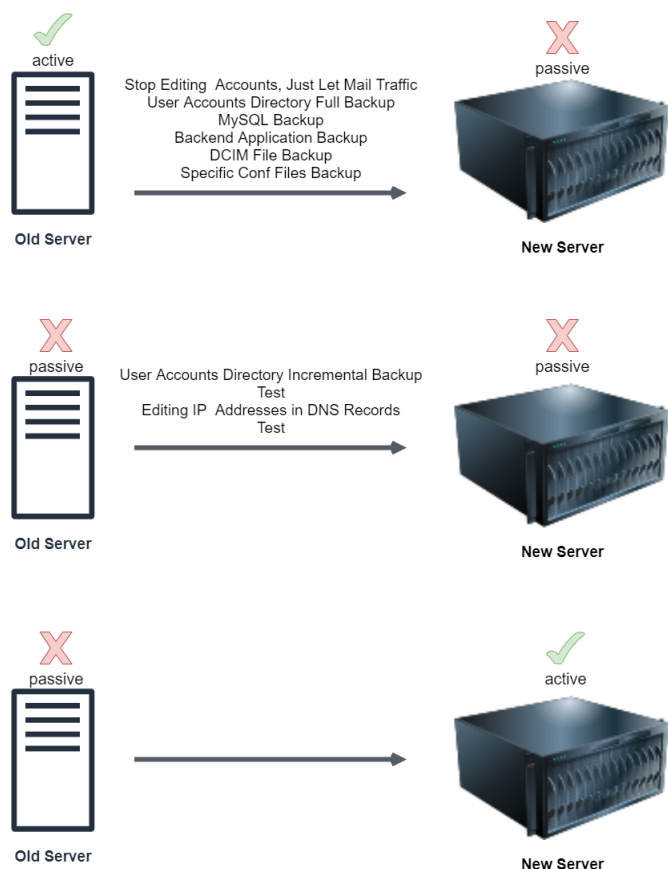 active
passive
Stop Editing Accounts, Just Let Mail Traffic
User Accounts Directory Full Backup
MySQL Backup
Backend Application Backup
DCIM File Backup
Specific Conf Files Backup
Old Server
New Server
passive
passive
User Accounts Directory Incremental Backup
Test
Editing IP Addresses in DNS Records
Test
Old Server
New Server
passive
active
Old Server
New Server